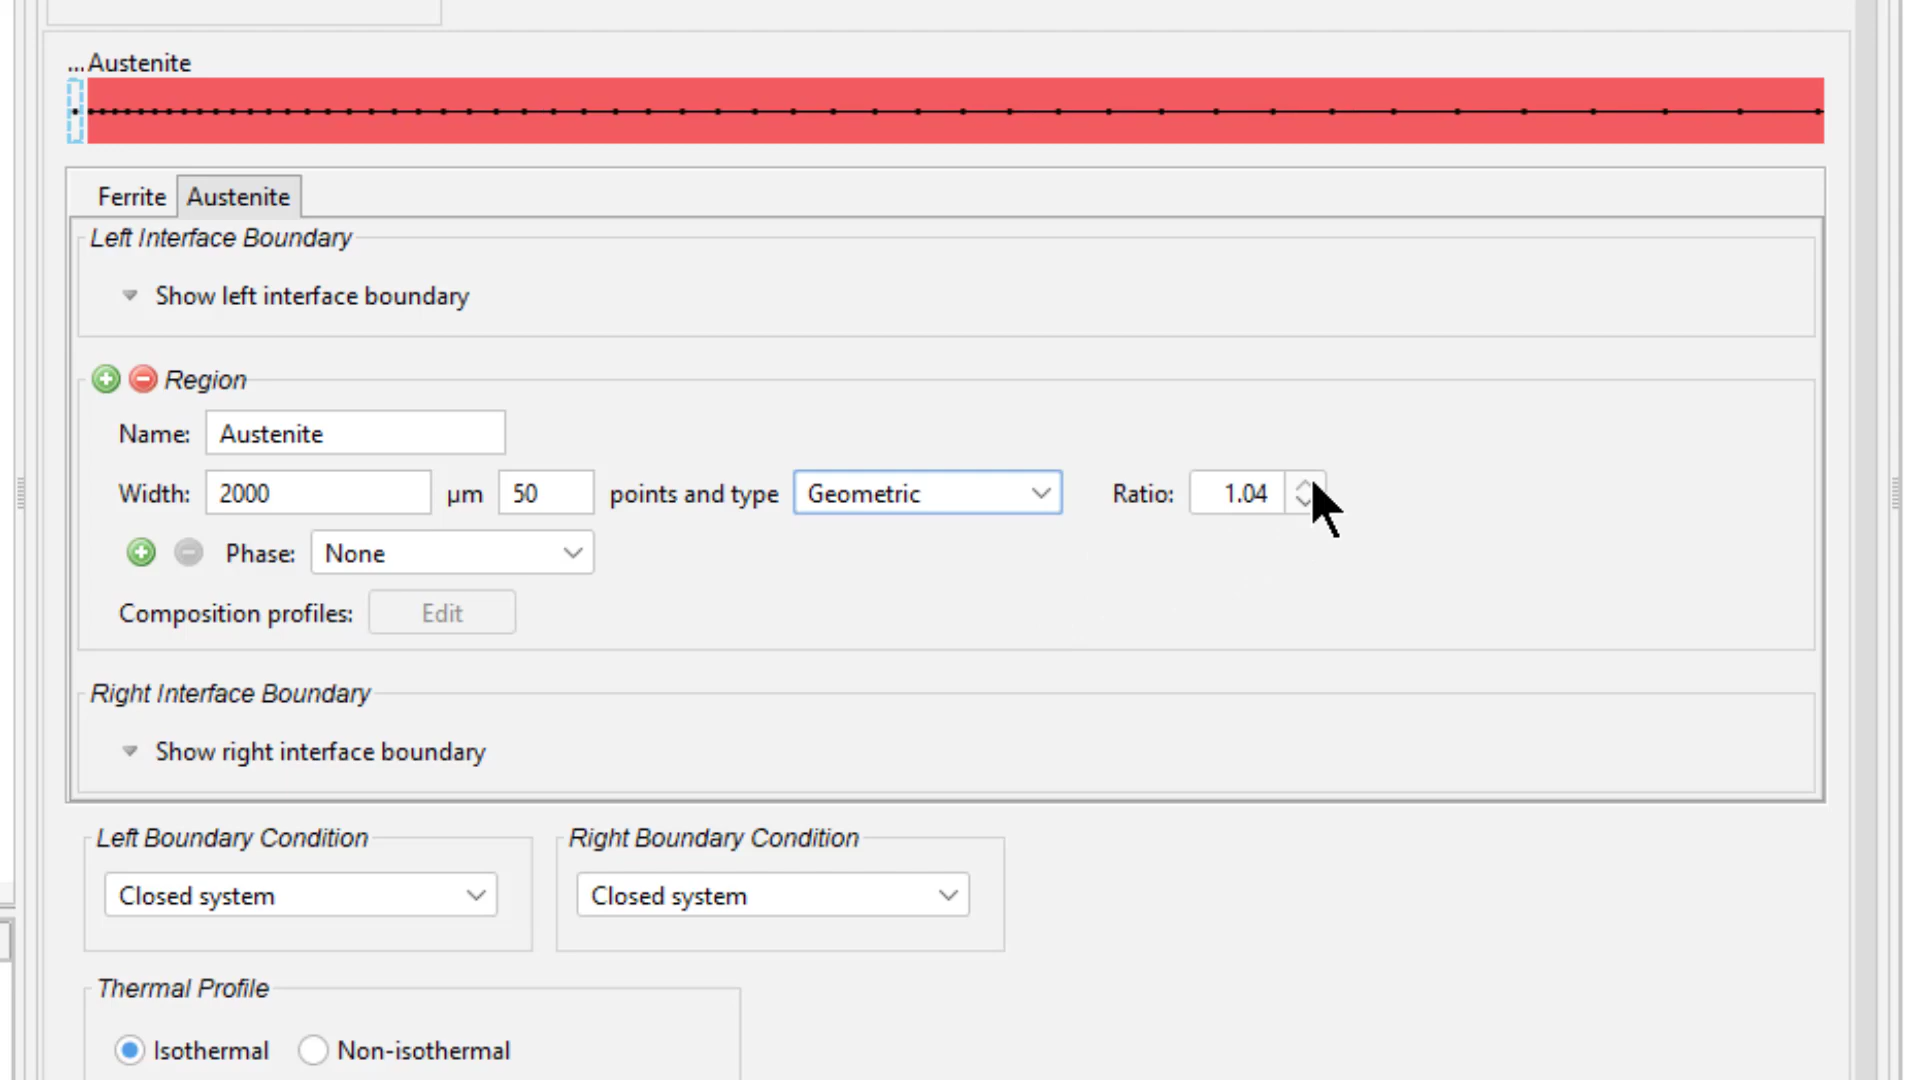 ...Austenite
Ferrite Austenite
Left Interface Boundary
Show left interface boundary
Region
Name: Austenite
Width: 2000 µm 50 points and type Geometric Ratio: 1.04
Phase: None
Composition profiles: Edit
Right Interface Boundary
Show right interface boundary
Left Boundary Condition Right Boundary Condition
Closed system Closed system
Thermal Profile
Isothermal Non-isothermal